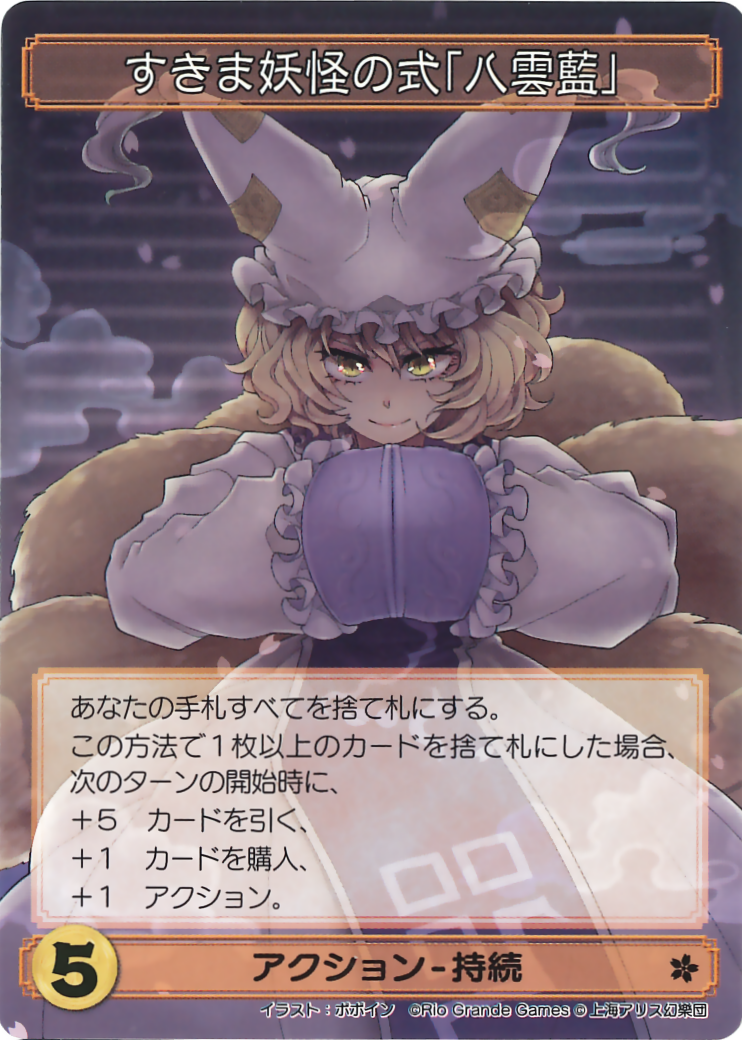 すきま妖怪の式「八雲藍」
あなたの手札すべてを捨て札にする。
この方法で1枚以上のカードを捨て札にした場合、
次のターンの開始時に、
+5 カードを引く、
+1 カードを購入、
+1 アクション。
5 アクション-持続
イラスト：ポポイン ©Rio Grande Games © 上海アリス幻樂団